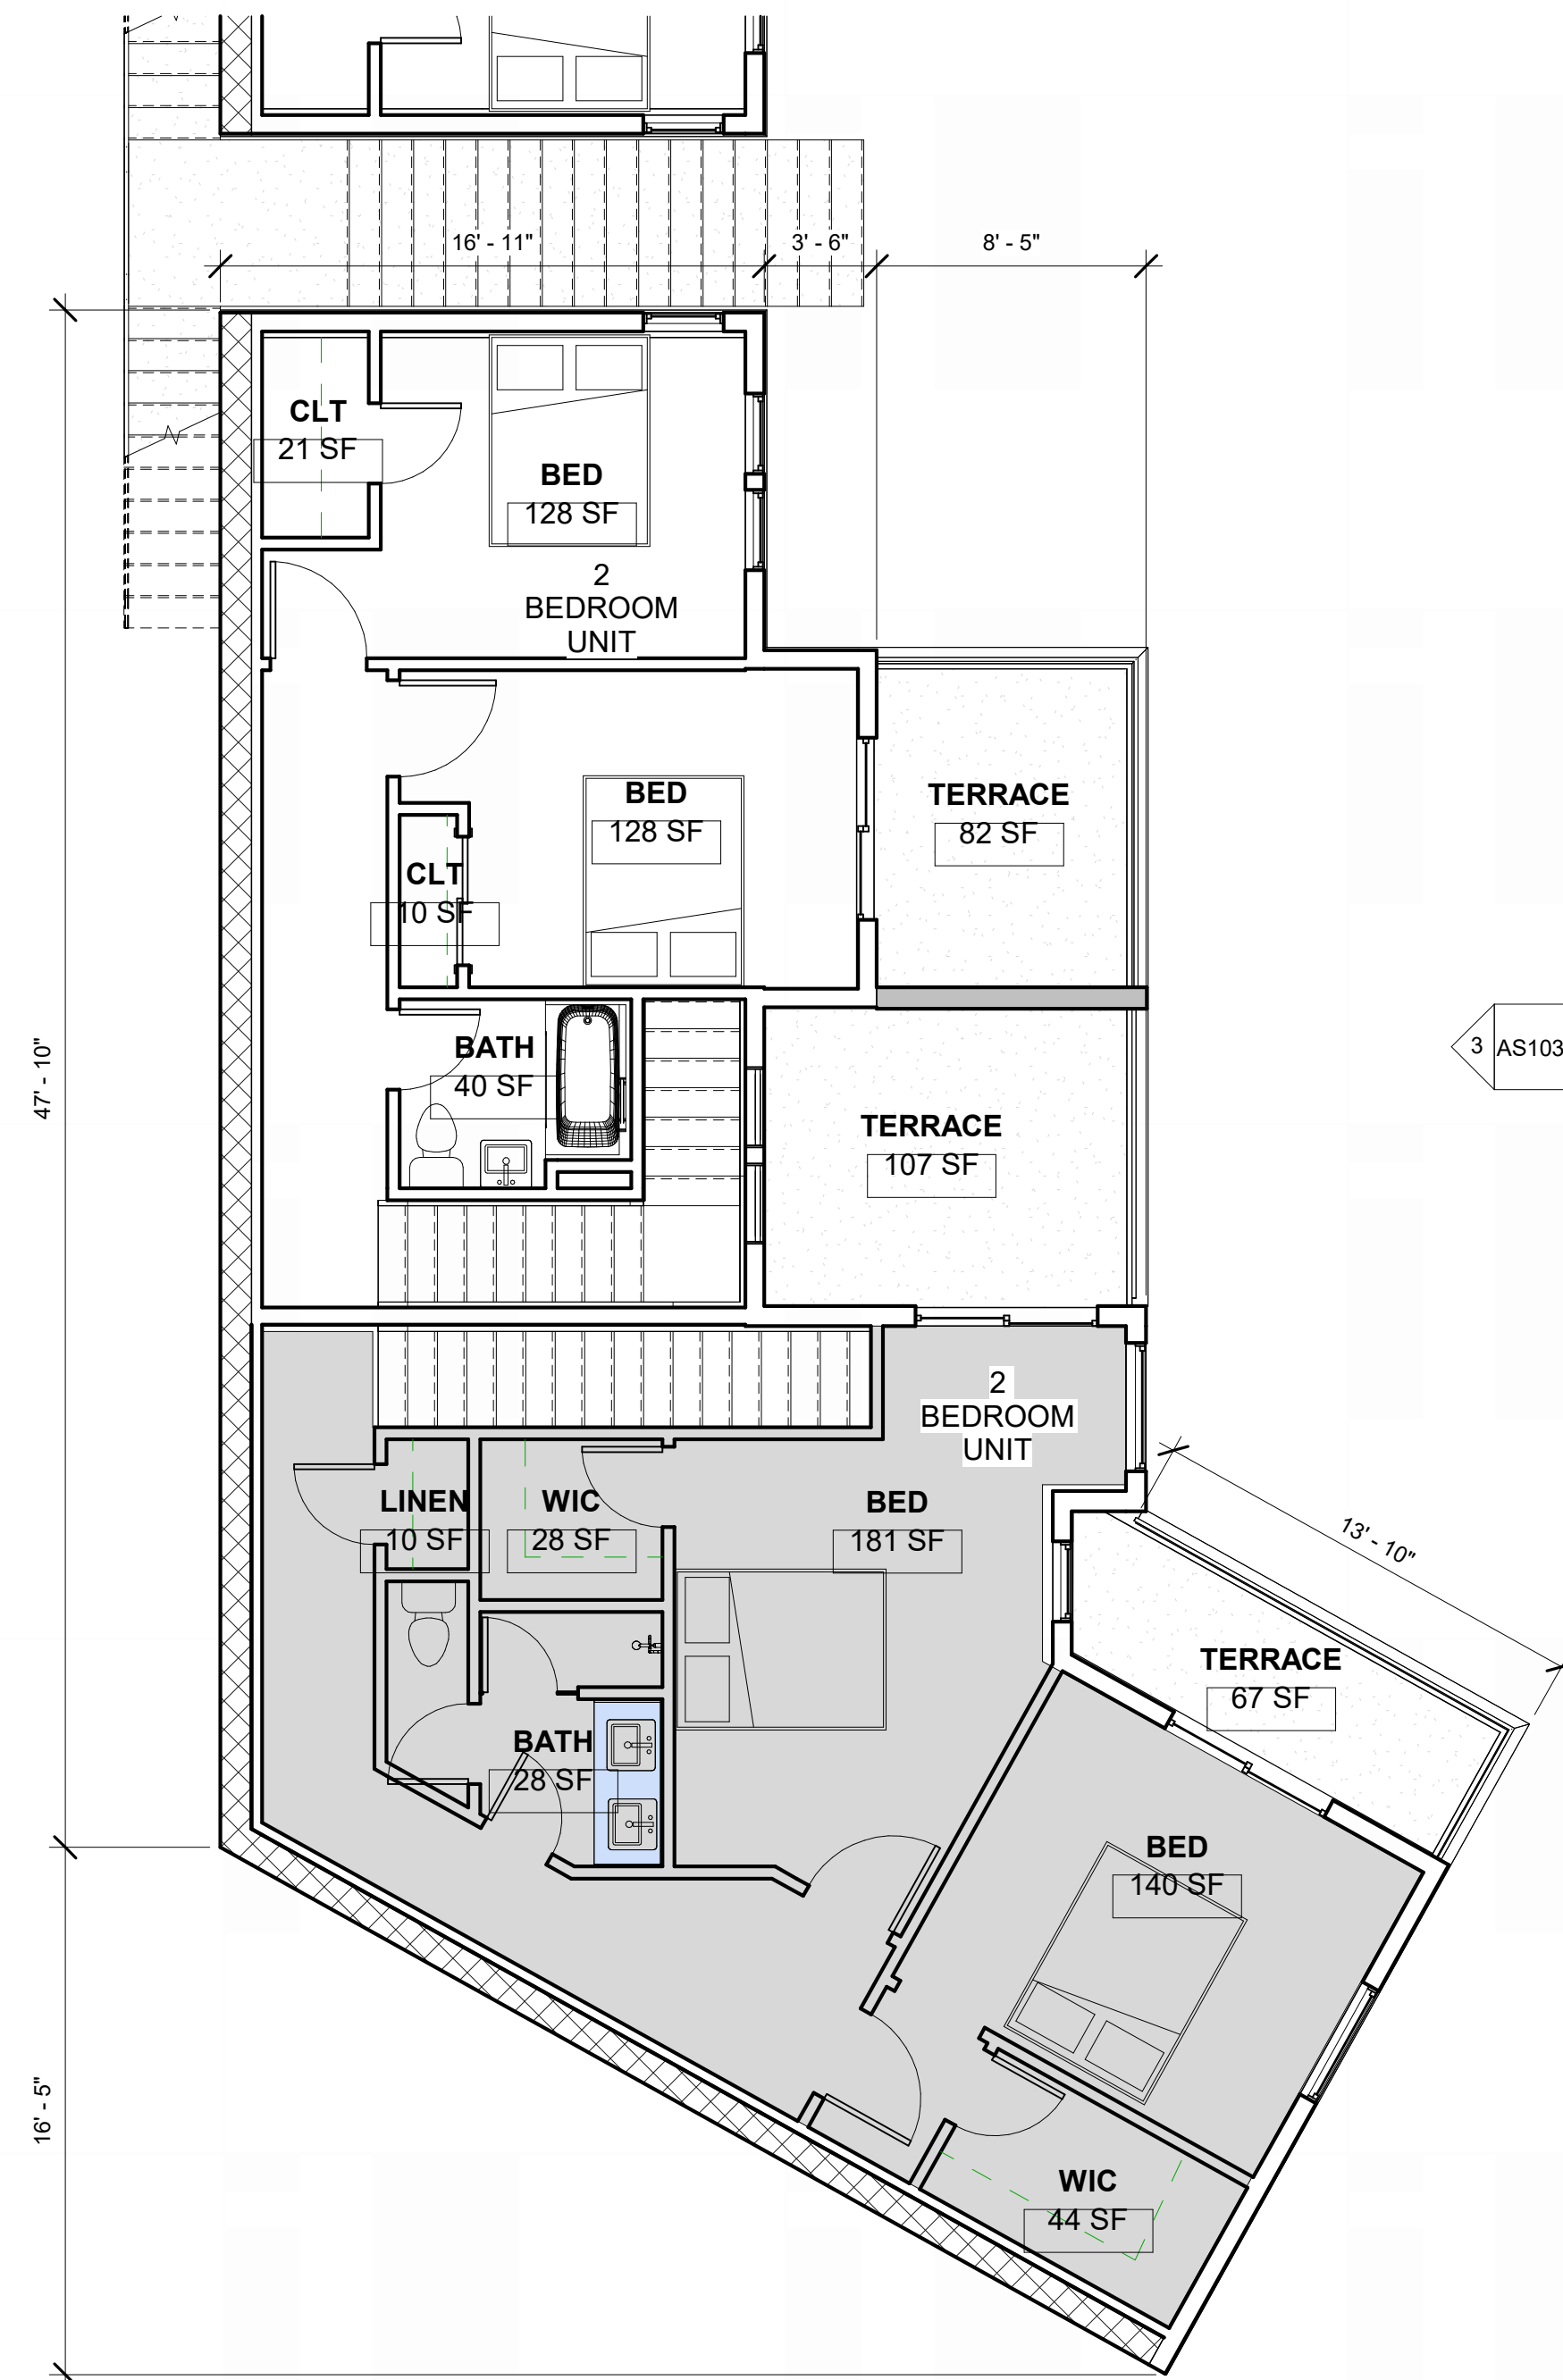 16' - 11"
3' - 6"
8' - 5"
CLT
21 SF
BED
128 SF
2
BEDROOM
UNIT
BED
128 SF
TERRACE
82 SF
CLT
10 SF
47' - 10"
BATH
40 SF
3
AS103
TERRACE
107 SF
2
BEDROOM
UNIT
LINEN
10 SF
WIC
28 SF
BED
181 SF
13' - 10"
TERRACE
67 SF
BATH
28 SF
BED
140 SF
16' - 5"
WIC
44 SF